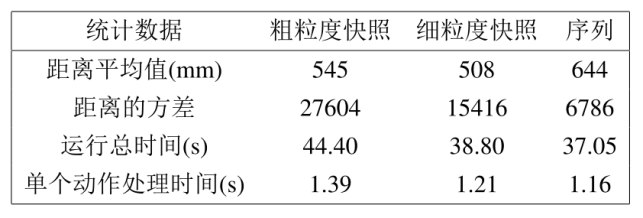 统计数据 粗粒度快照 细粒度快照 序列
距离平均值(mm) 545 508 644
距离的方差 27604 15416 6786
运行总时间(s) 44.40 38.80 37.05
单个动作处理时间(s) 1.39 1.21 1.16